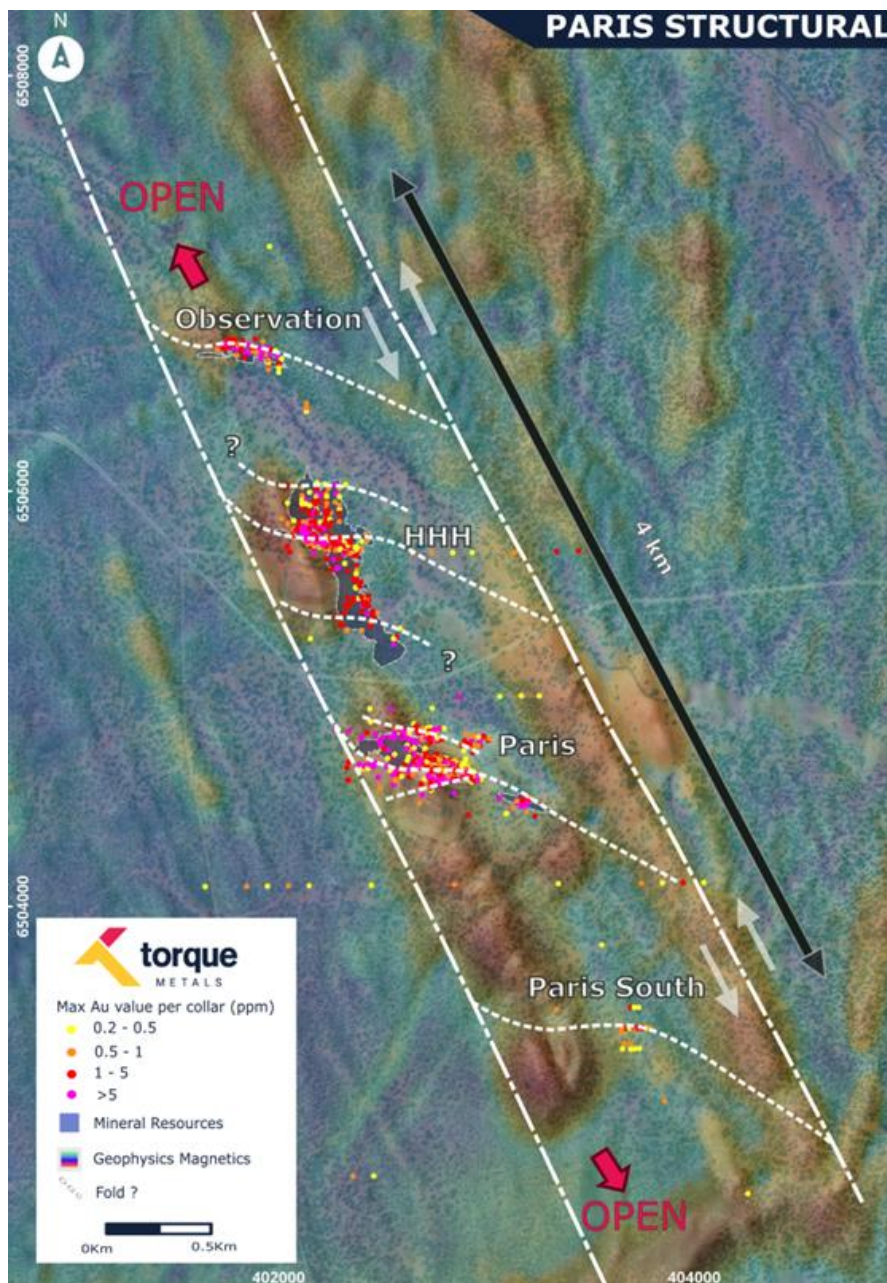 PARIS STRUCTURAL
N
A
6508000
OPEN
Observation
?
6506000
HHH
4 km
?
Paris
6504000
Paris South
torque
METALS
Max Au value per collar (ppm)
0.2 - 0.5
0.5 - 1
1 - 5
>5
Mineral Resources
Geophysics Magnetics
Fold ?
0Km
0.5Km
OPEN
402000
404000